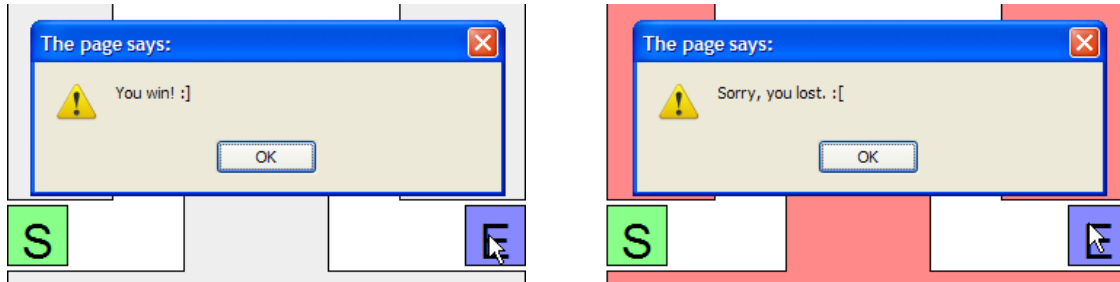 The page says:
You win! :]
OK
S
E
The page says:
Sorry, you lost. :[
OK
S
E